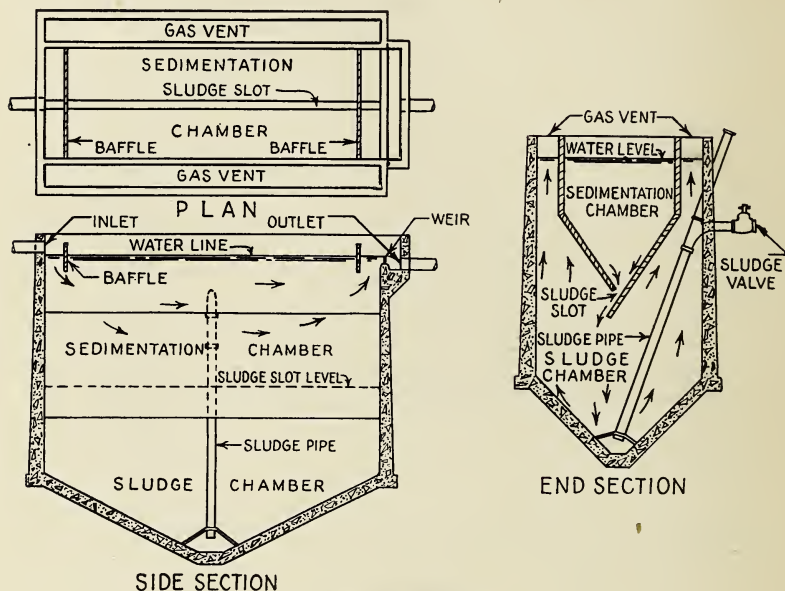 GAS VENT
SEDIMENTATION
SLUDGE SLOT
CHAMBER
BAFFLE
BAFFLE
GAS VENT
PLAN
INLET
OUTLET
WEIR
WATER LINE
BAFFLE
SEDIMENTATION CHAMBER
SLUDGE SLOT LEVEL
SLUDGE PIPE
SLUDGE CHAMBER
SIDE SECTION
GAS VENT
WATER LEVEL
SEDIMENTATION
CHAMBER
SLUDGE
VALVE
SLUDGE
SLOT
SLUDGE PIPE
SLUDGE
CHAMBER
END SECTION